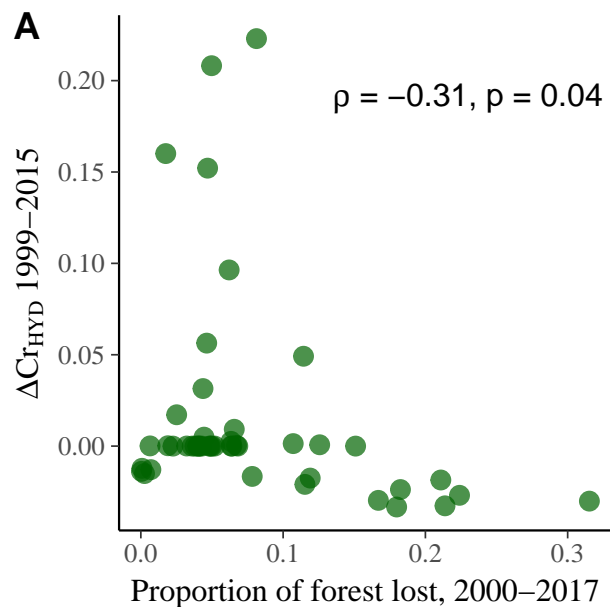 A
ρ = −0.31, p = 0.04
ΔCrHYD 1999−2015
0.20
0.15
0.10
0.05
0.00
0.0 0.1 0.2 0.3
Proportion of forest lost, 2000−2017